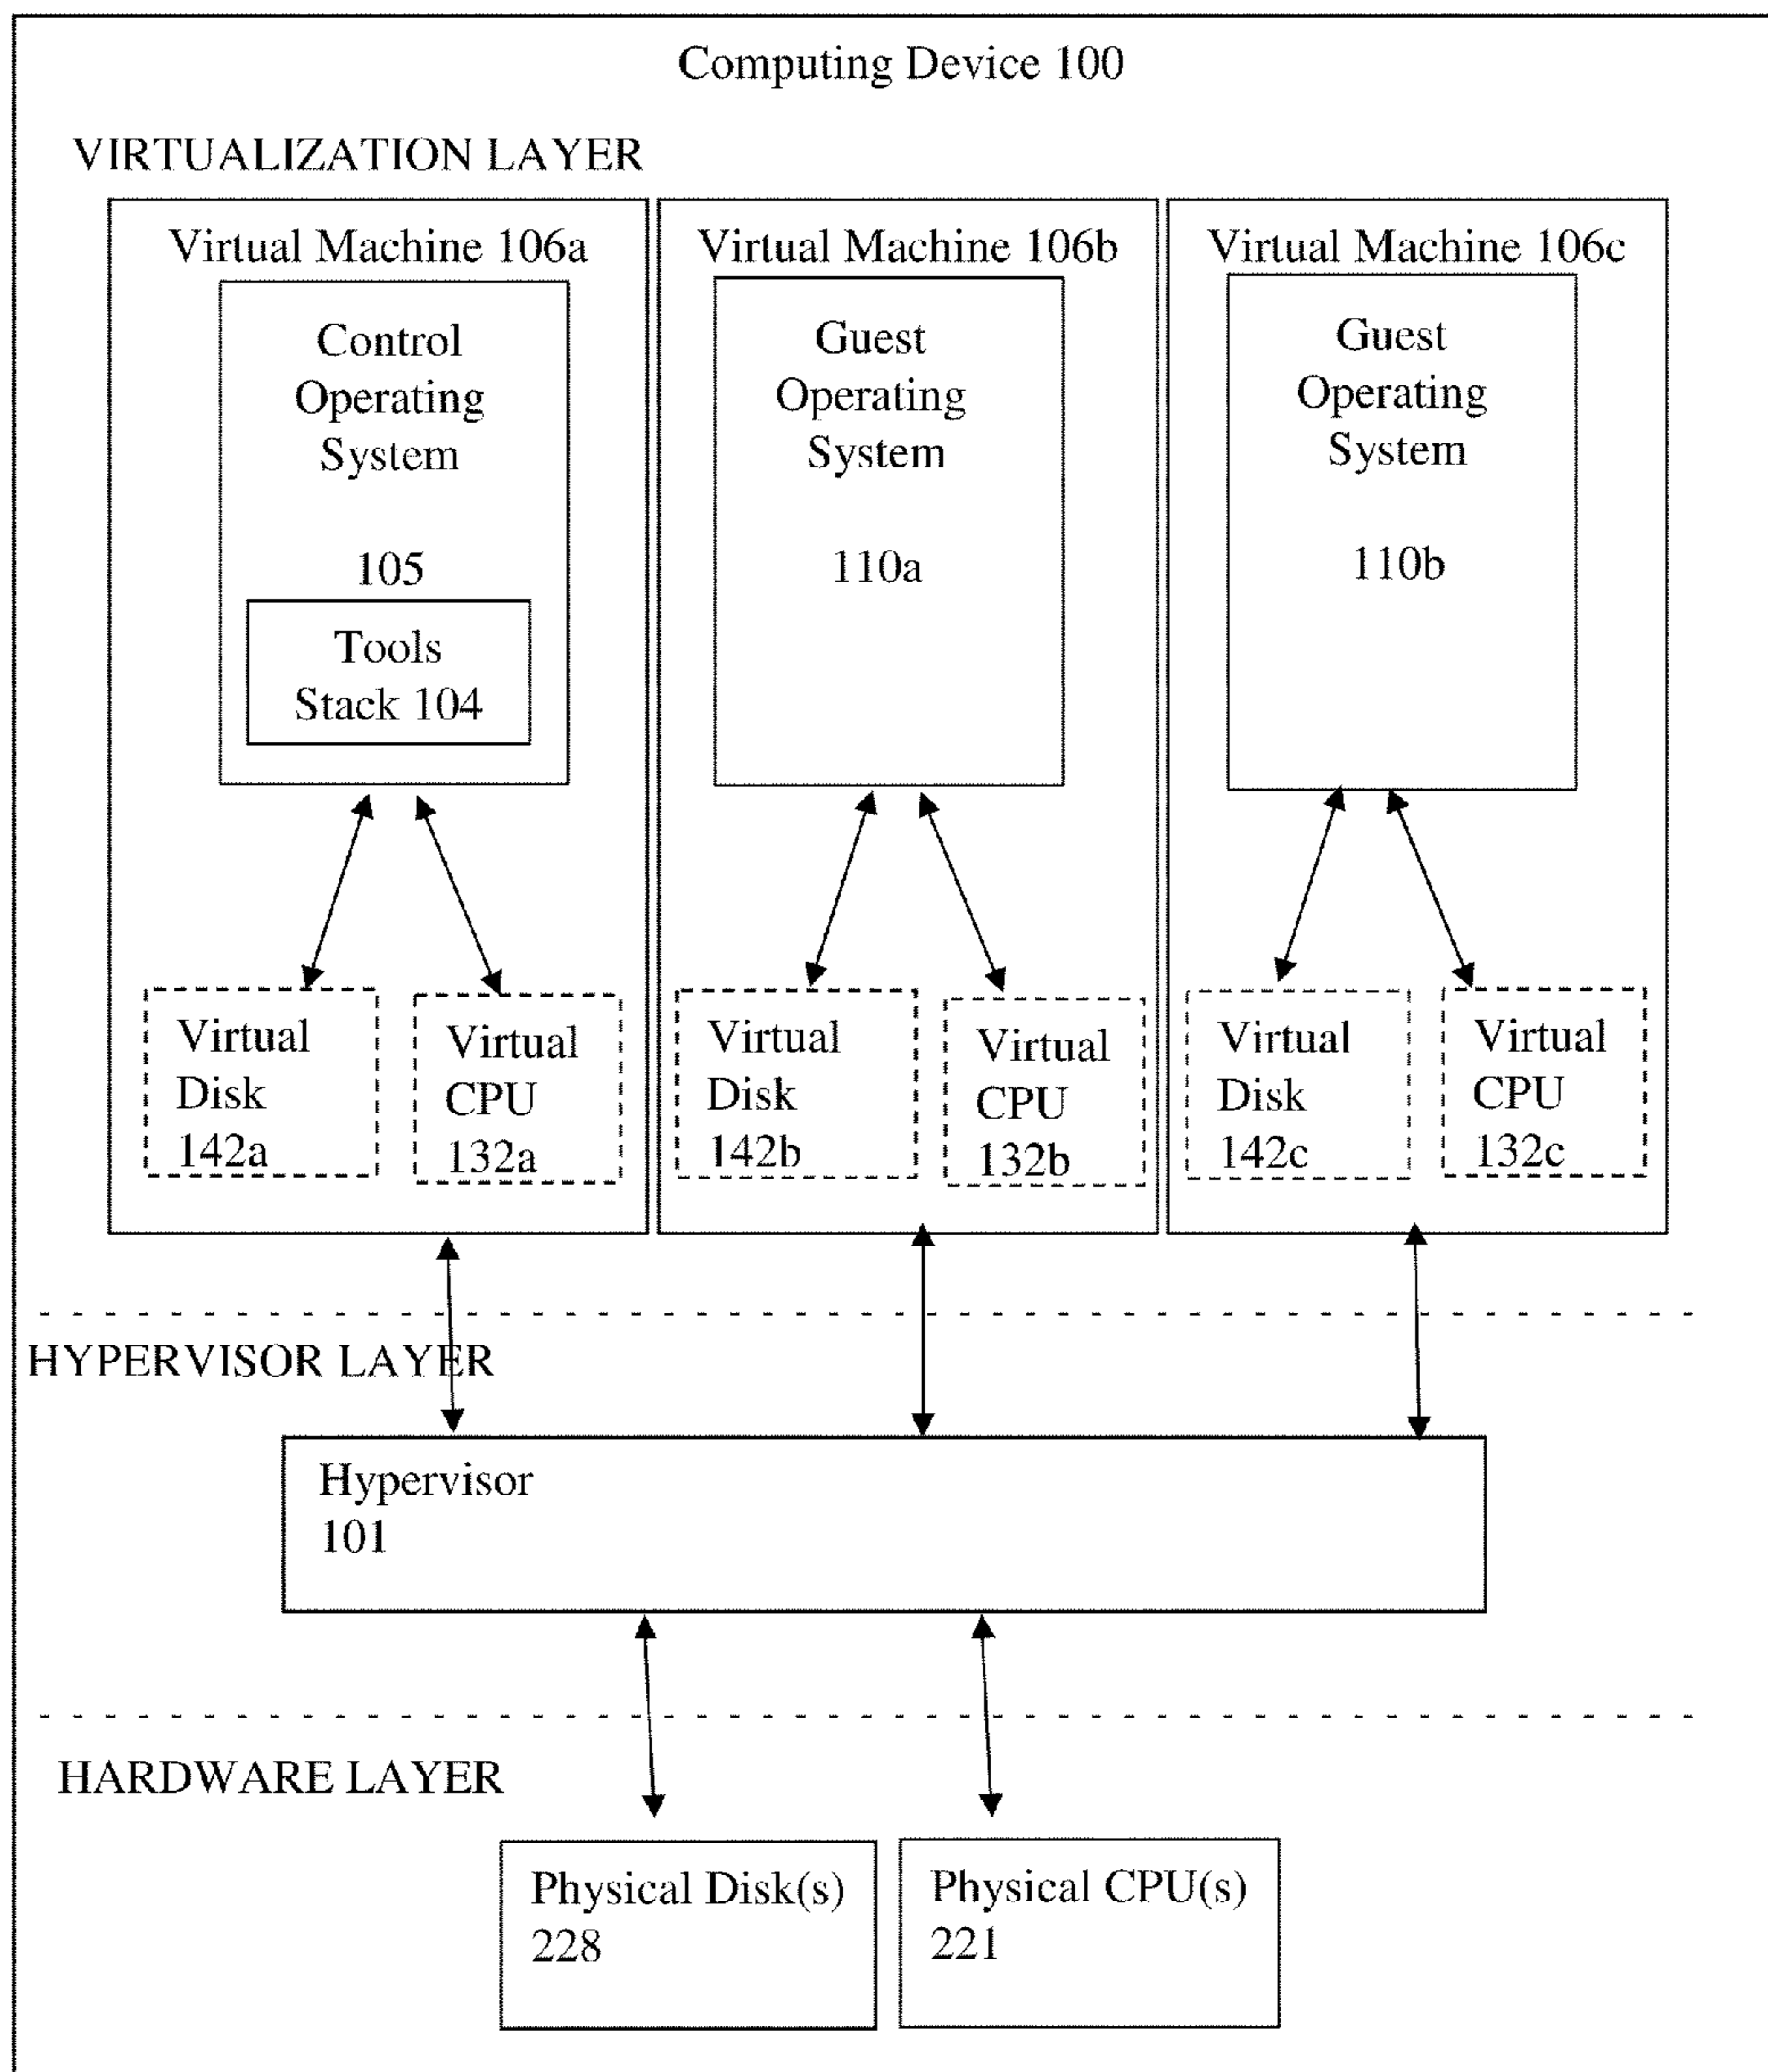 Computing Device 100
VIRTUALIZATION LAYER
Virtual Machine 106a
Control
Operating
System
105
Tools
Stack 104
Virtual
Disk
142a
Virtual
CPU
132a
Virtual Machine 106b
Guest
Operating
System
110a
Virtual
Disk
142b
Virtual
CPU
132b
Virtual Machine 106c
Guest
Operating
System
110b
Virtual
Disk
142c
Virtual
CPU
132c
HYPERVISOR LAYER
Hypervisor
101
HARDWARE LAYER
Physical Disk(s)
228
Physical CPU(s)
221